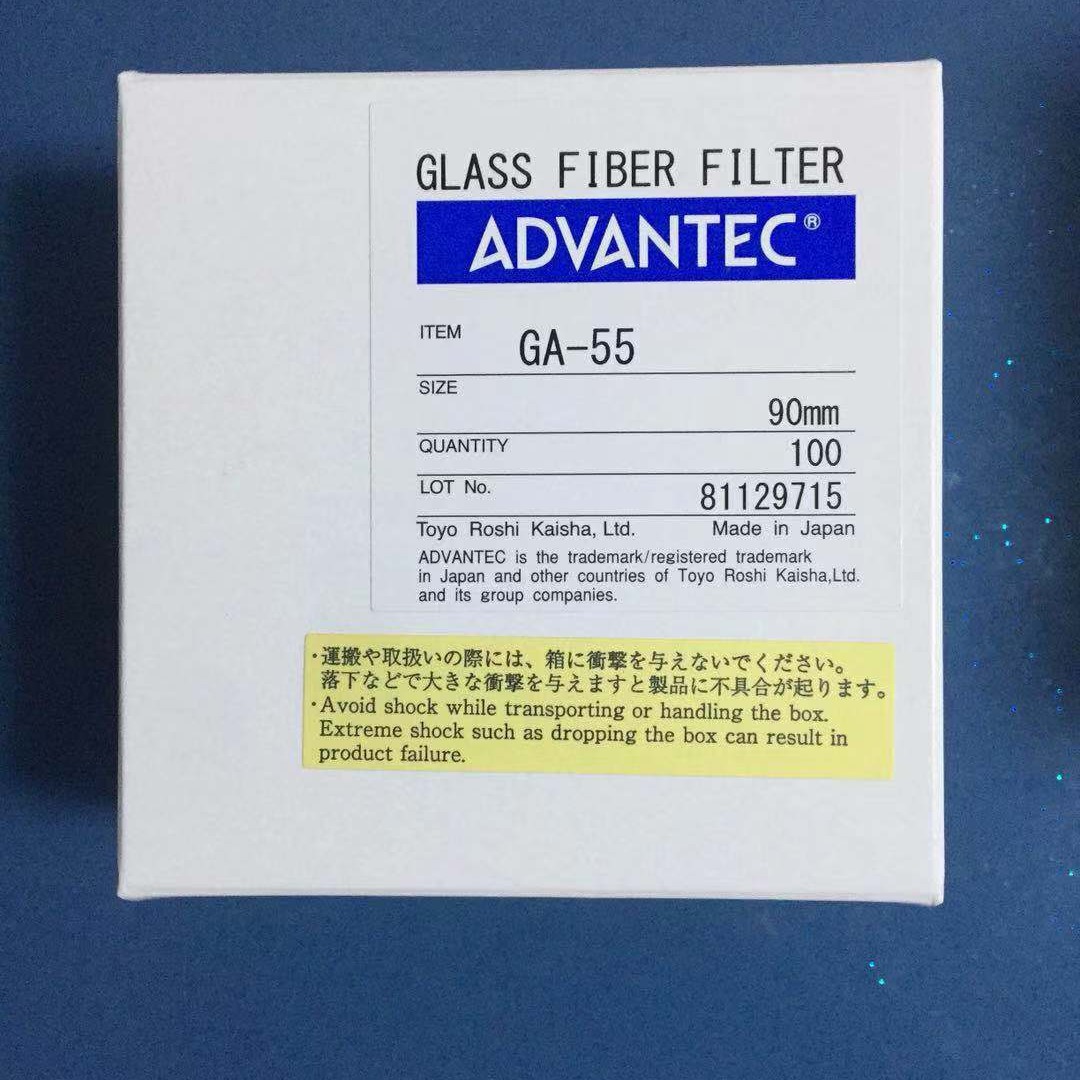 GLASS FIBER FILTER
ADVANTEC®
ITEM GA-55
SIZE 90mm
QUANTITY 100
LOT No. 81129715
Toyo Roshi Kaisha, Ltd. Made in Japan
ADVANTEC is the trademark/registered trademark
in Japan and other countries of Toyo Roshi Kaisha,Ltd.
and its group companies.
・運搬や取扱いの際には、箱に衝撃を与えないでください。
落下などで大きな衝撃を与えますと製品に不具合が起ります。
・Avoid shock while transporting or handling the box.
Extreme shock such as dropping the box can result in
product failure.